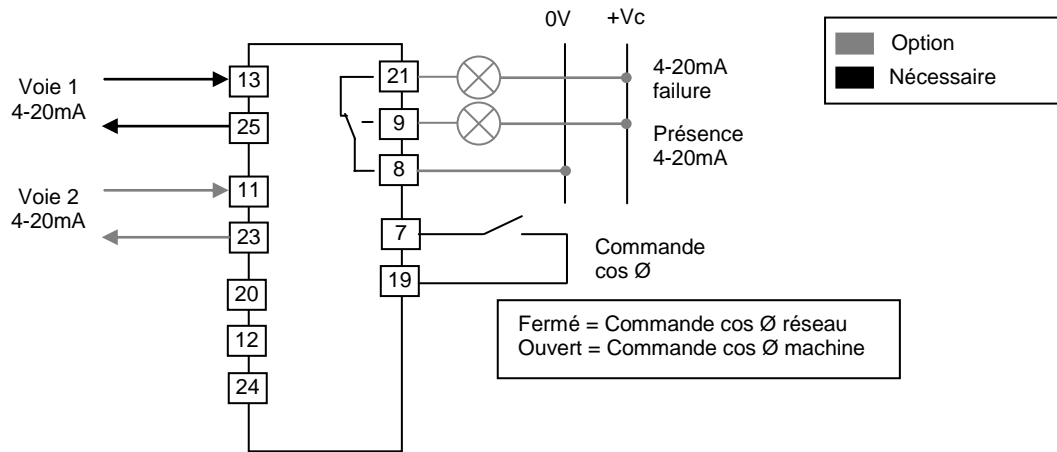 0V
+Vc
Option
Nécessaire
Voie 1
4-20mA
13
25
Voie 2
4-20mA
11
23
20
12
24
21
9
8
7
19
4-20mA
failure
Présence
4-20mA
Commande
cos Ø
Fermé = Commande cos Ø réseau
Ouvert = Commande cos Ø machine